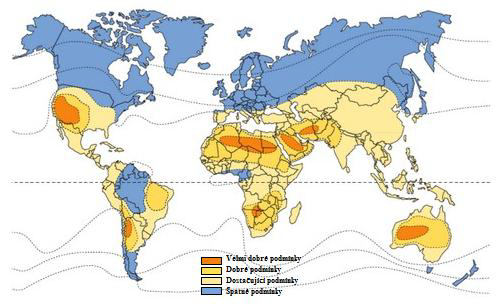 Velmi dobré podmínky
Dobré podmínky
Dostačující podmínky
Špatné podmínky